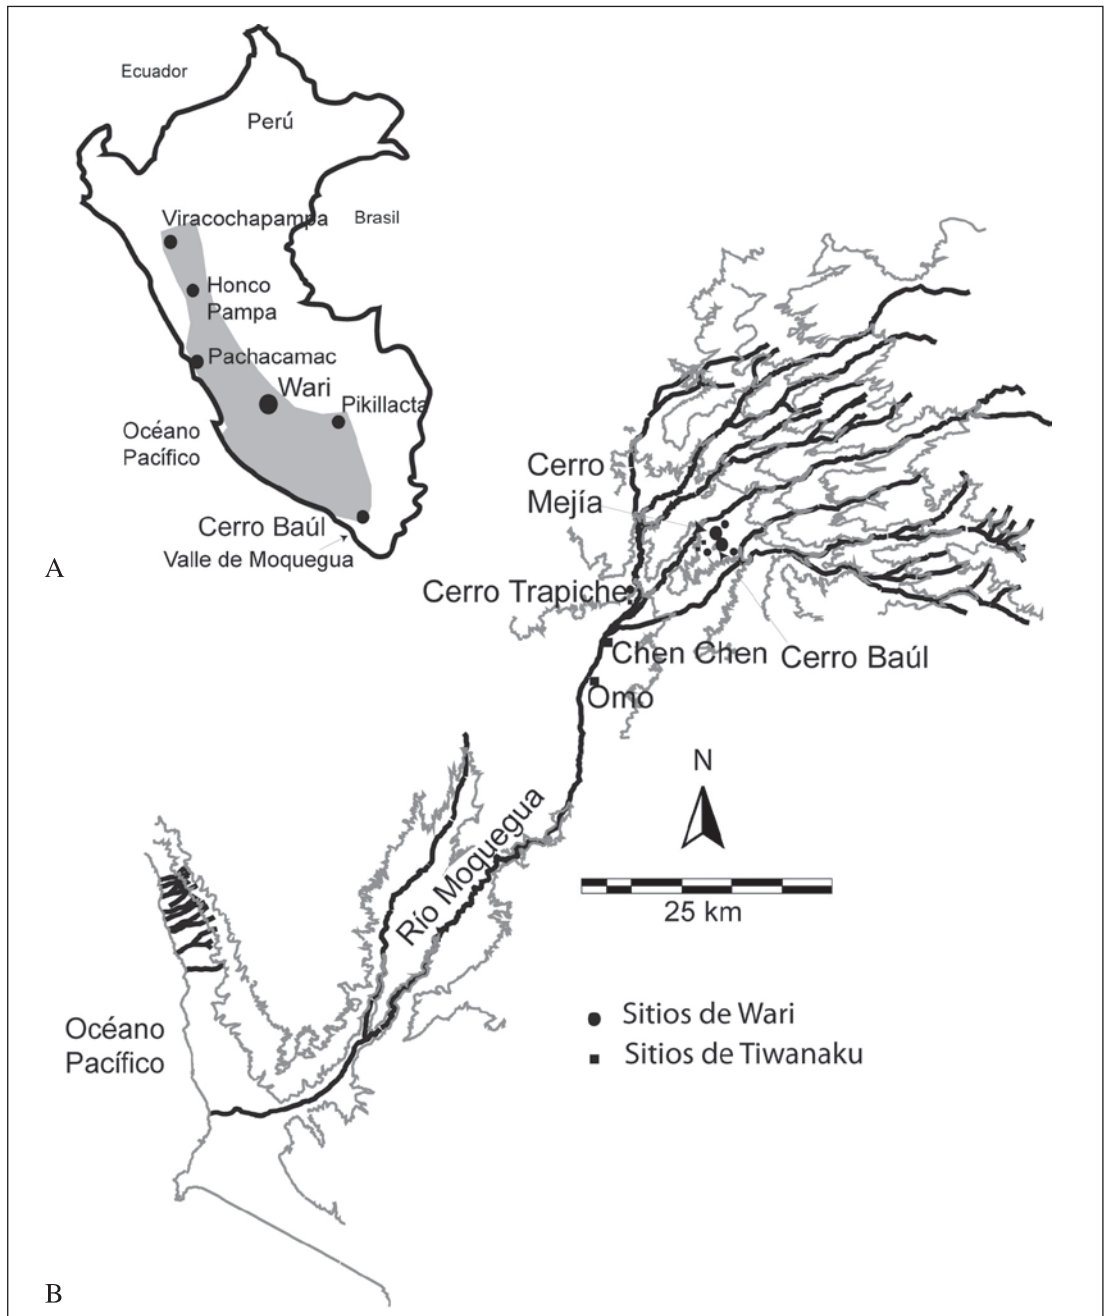 Ecuador
Perú
Brasil
Viracochapampa
Honco
Pampa
Pachacamac
Wari
Pikillacta
Océano
Pacífico
Cerro Baúl
Valle de Moquegua
A
Cerro
Mejía
Cerro Trapiche
Chen Chen
Cerro Baúl
Omo
N
Río Moquegua
25 km
Océano
Pacífico
Sitios de Wari
Sitios de Tiwanaku
B